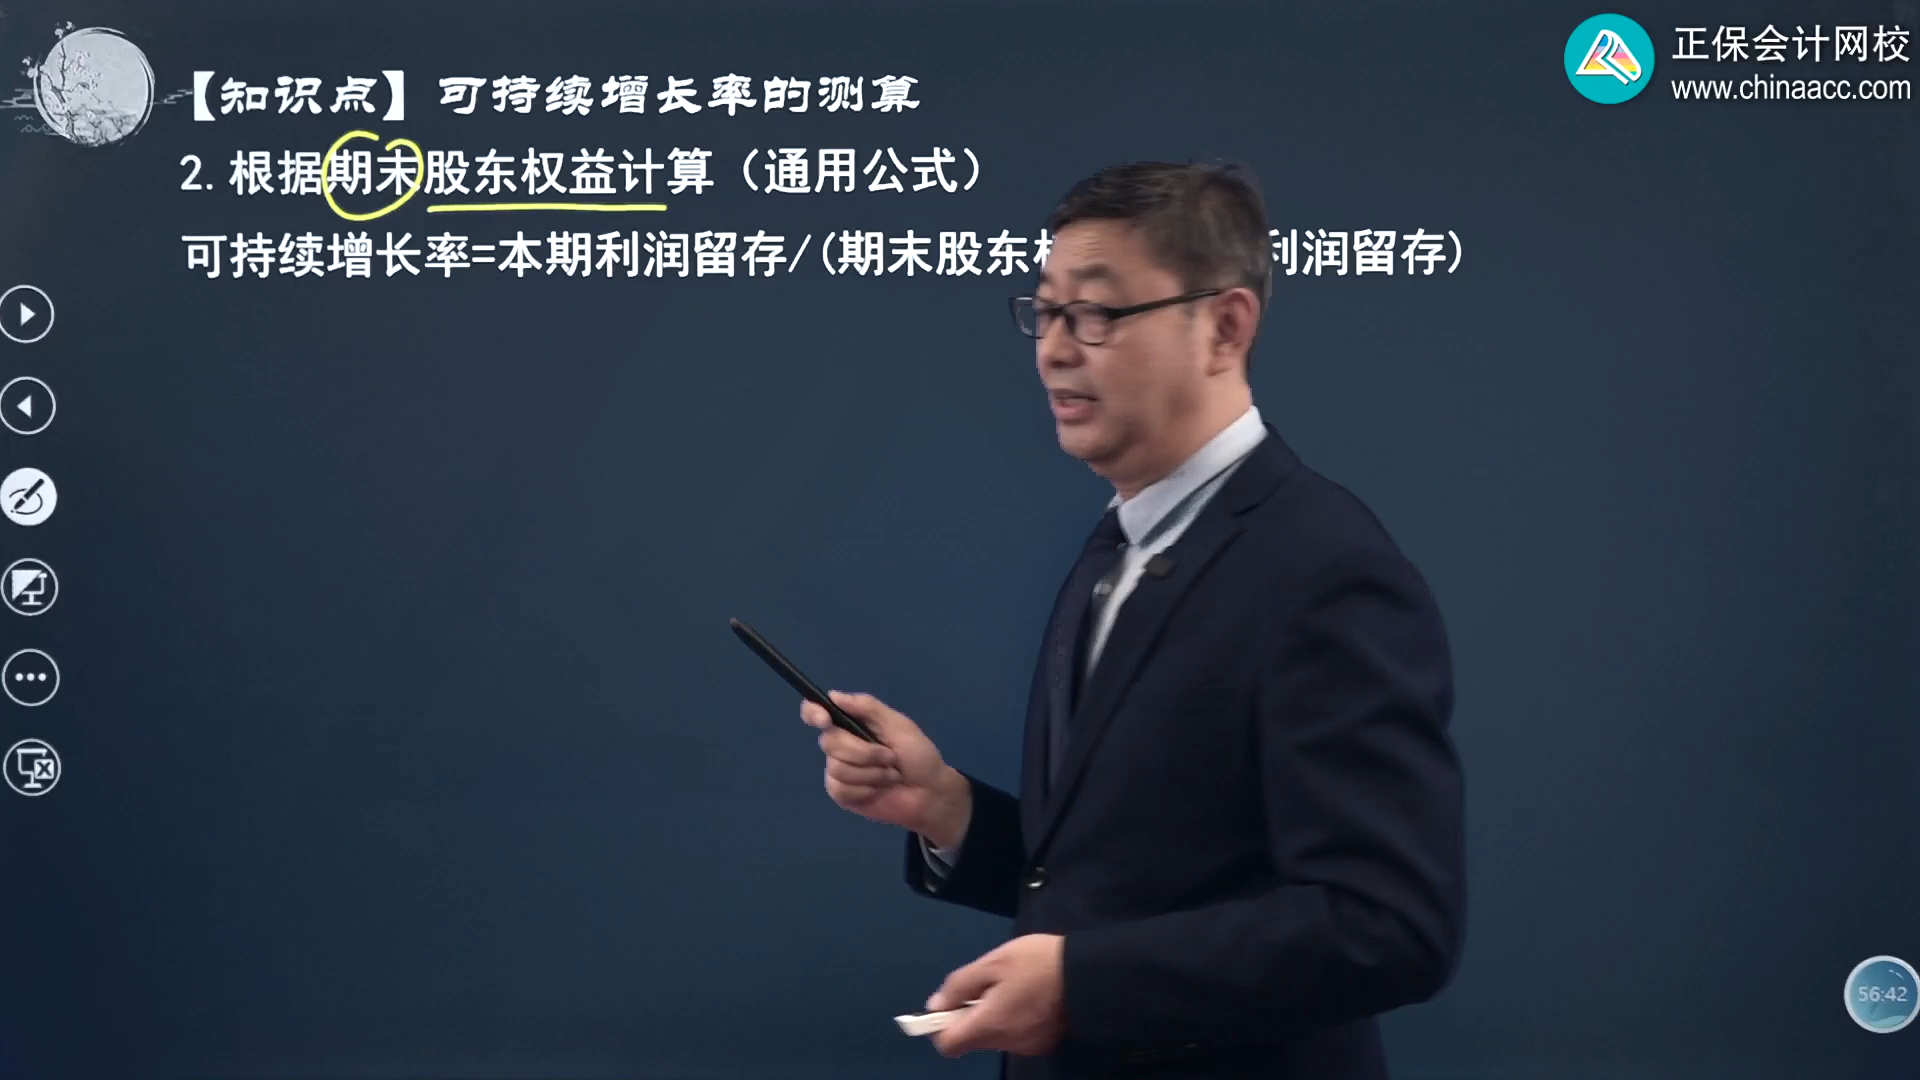 正保会计网校
www.chinaacc.com
【知识点】可持续增长率的测算
2.根据期末股东权益计算（通用公式）
可持续增长率=本期利润留存/(期末股东 利润留存)
56:42